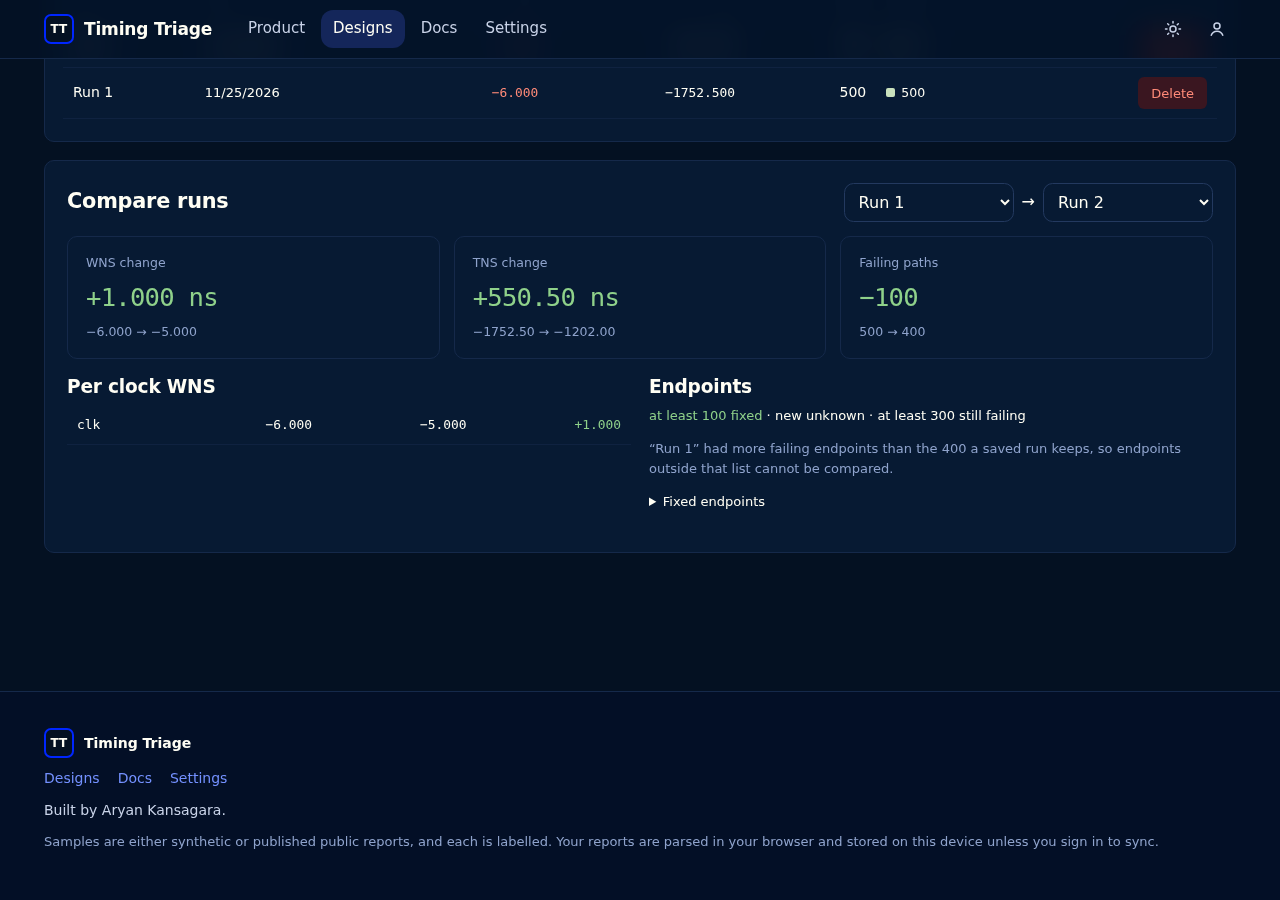 TT Timing Triage Product Designs Docs Settings
Run 1 11/25/2026 −6.000 −1752.500 500 500 Delete
Compare runs Run 1 → Run 2
WNS change TNS change Failing paths
+1.000 ns +550.50 ns −100
−6.000 → −5.000 −1752.50 → −1202.00 500 → 400
Per clock WNS Endpoints
clk −6.000 −5.000 +1.000
at least 100 fixed · new unknown · at least 300 still failing
“Run 1” had more failing endpoints than the 400 a saved run keeps, so endpoints
outside that list cannot be compared.
Fixed endpoints
TT Timing Triage
Designs Docs Settings
Built by Aryan Kansagara.
Samples are either synthetic or published public reports, and each is labelled. Your reports are parsed in your browser and stored on this device unless you sign in to sync.